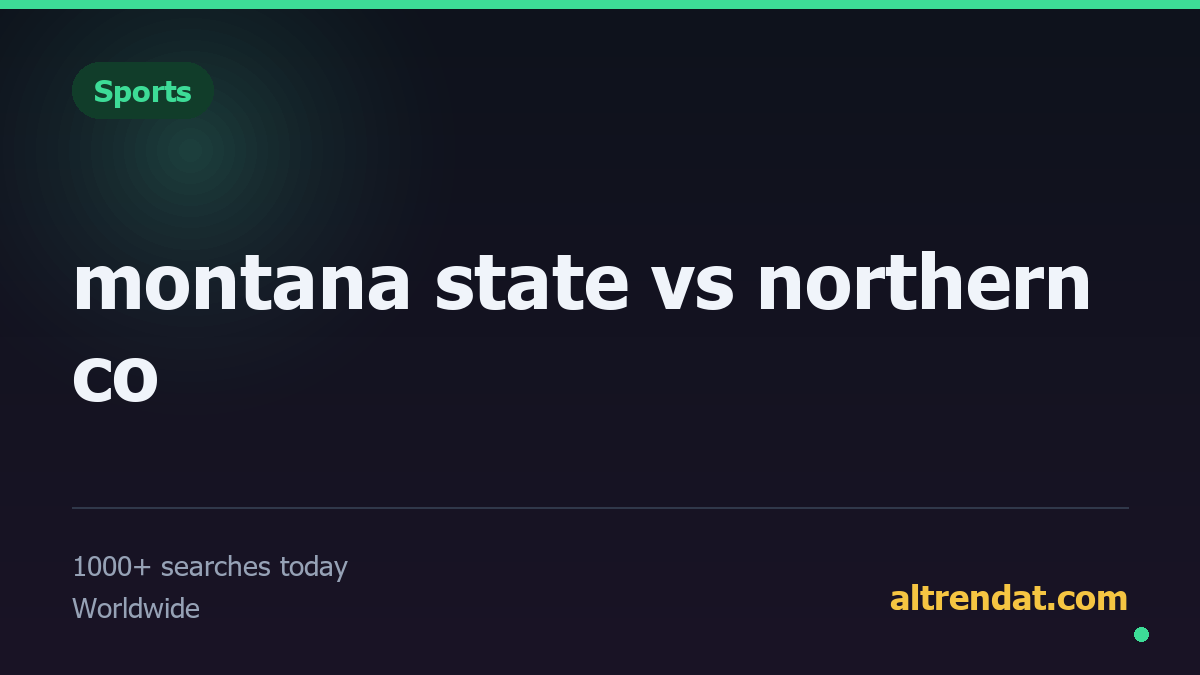 Sports
montana state vs northern
co
1000+ searches today
Worldwide
altrendat.com